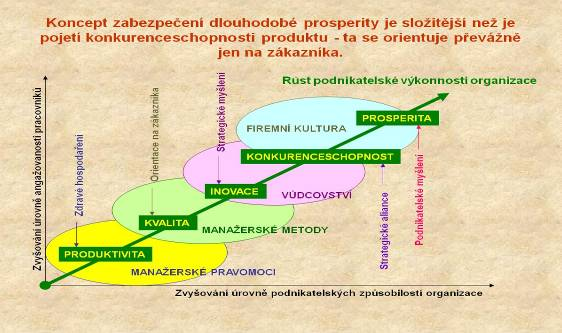 Koncept zabezpečení dlouhodobé prosperity je složitější než je
pojetí konkurenceschopnosti produktu - ta se orientuje převážně
jen na zákazníka.
Růst podnikatelské výkonnosti organizace
Zvyšování úrovně angažovanosti pracovníků
Zdravé hospodaření
Orientace na zákazníka
Strategické myšlení
PROSPERITA
FIREMNÍ KULTURA
KONKURENCESCHOPNOST
INOVACE
VŮDCOVSTVÍ
KVALITA
MANAŽERSKÉ METODY
PRODUKTIVITA
MANAŽERSKÉ PRAVOMOCI
Strategické aliance
Podnikatelské myšlení
Zvyšování úrovně podnikatelských způsobilostí organizace